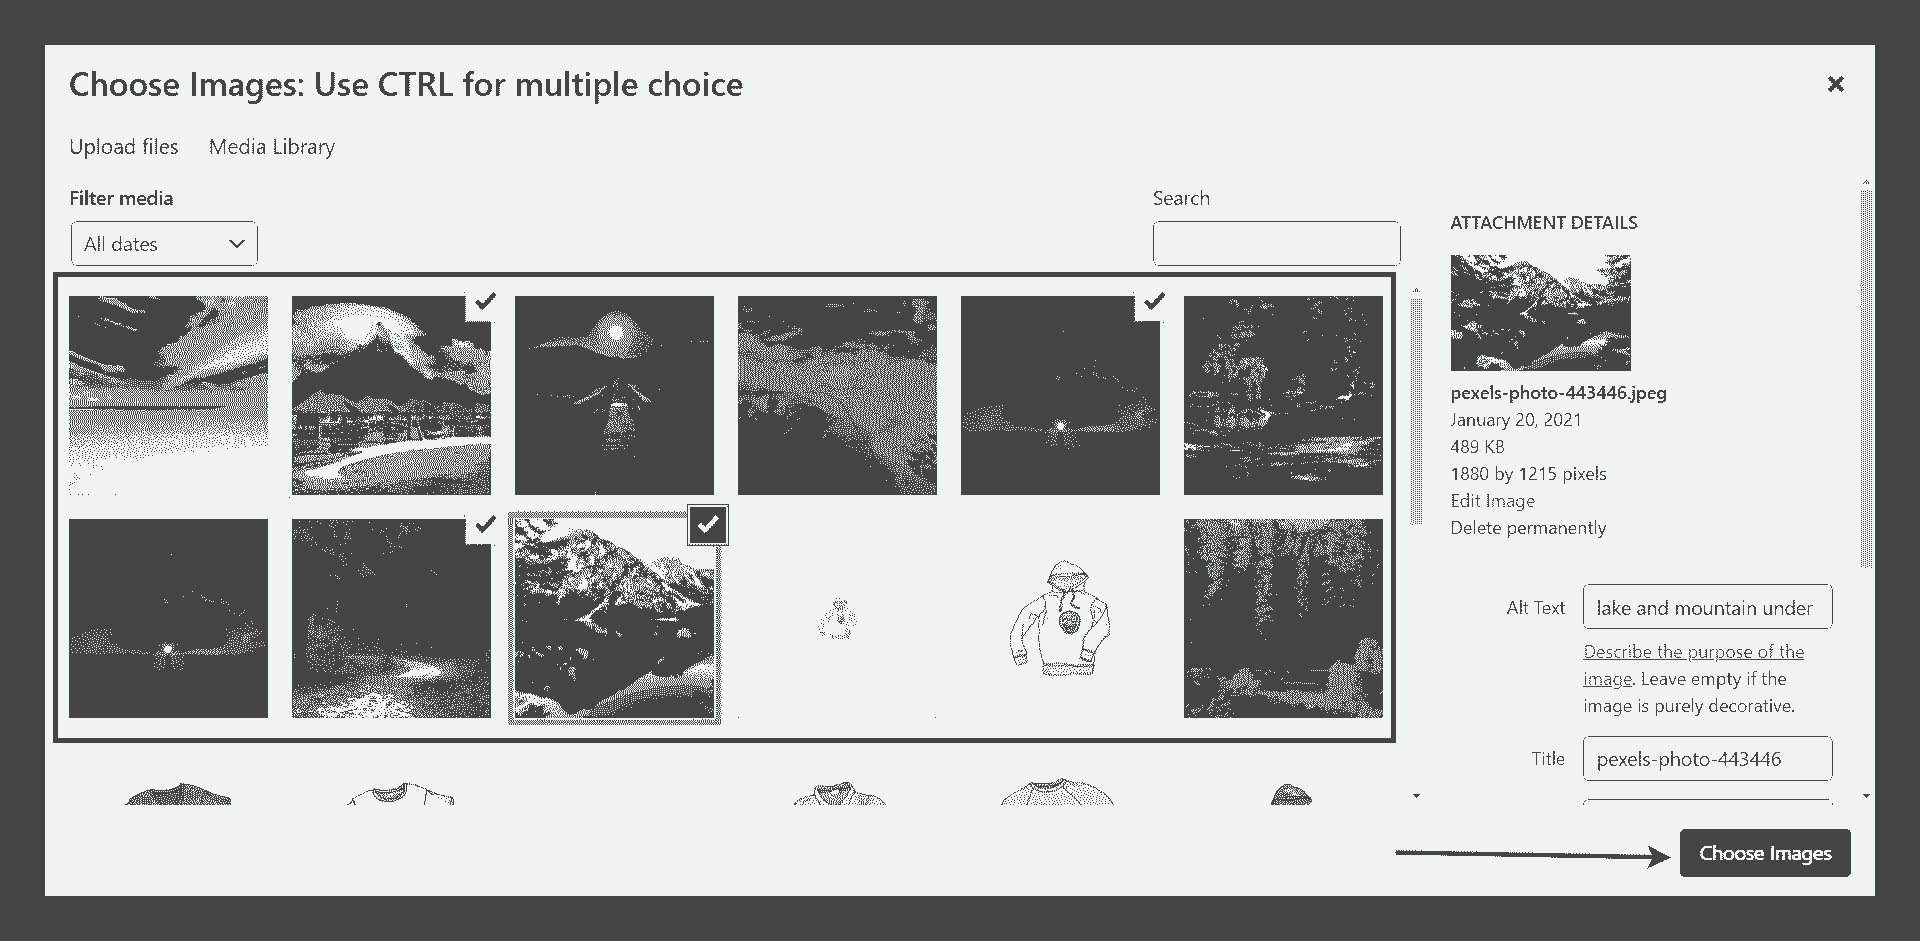 Choose Images: Use CTRL for multiple choice
Upload files
Media Library
Filter media
All dates
Search
ATTACHMENT DETAILS
pexels-photo-443446.jpeg
January 20, 2021
489 KB
1880 by 1215 pixels
Edit Image
Delete permanently
Alt Text
lake and mountain under
Describe the purpose of the
image. Leave empty if the
image is purely decorative.
Title
pexels-photo-443446
Choose Images